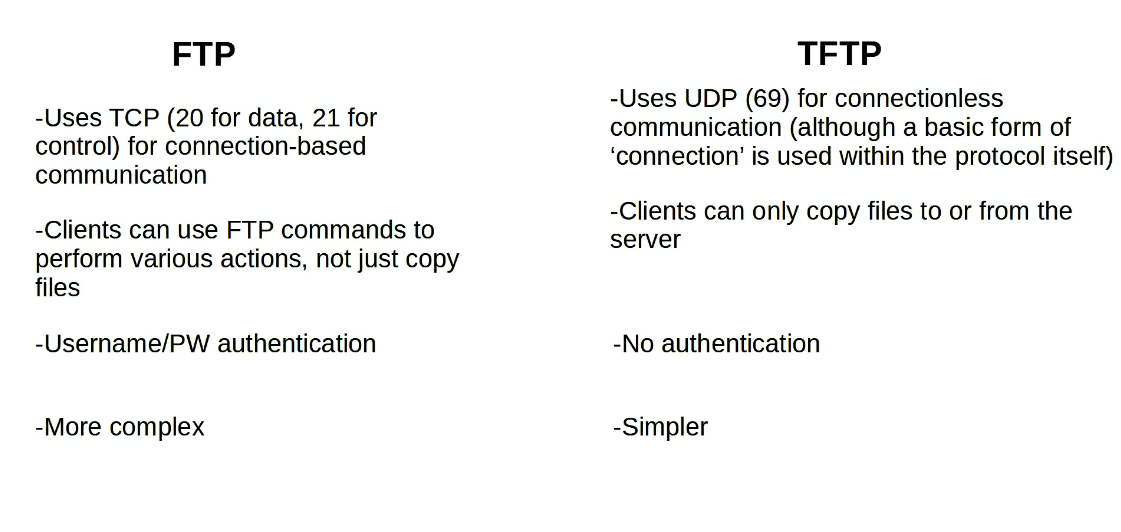 FTP
-Uses TCP (20 for data, 21 for
control) for connection-based
communication
-Clients can use FTP commands to
perform various actions, not just copy
files
-Username/PW authentication
-More complex
TFTP
-Uses UDP (69) for connectionless
communication (although a basic form of
‘connection’ is used within the protocol itself)
-Clients can only copy files to or from the
server
-No authentication
-Simpler